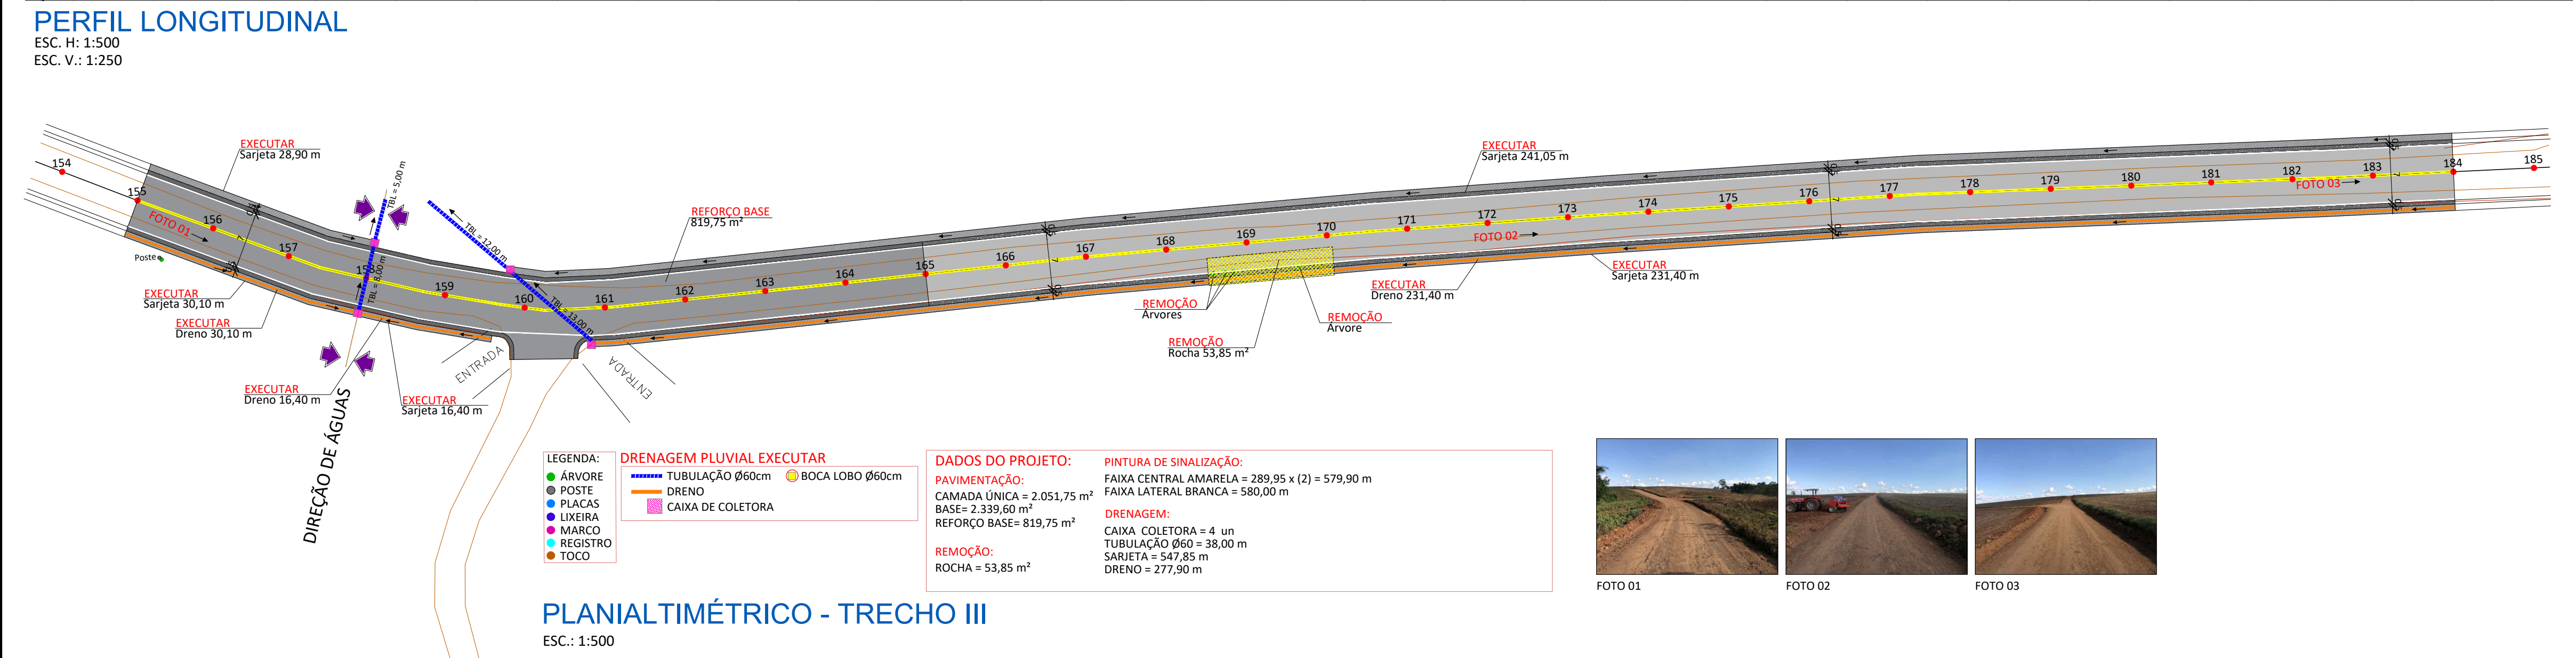 PERFIL LONGITUDINAL
ESC. H: 1:500
ESC. V.: 1:250
154
155
156
157
158
159
160
161
162
163
164
165
166
167
168
169
170
171
172
173
174
175
176
177
178
179
180
181
182
183
184
185
EXECUTAR
Sarjeta 28,90 m
FOTO 01
Poste
EXECUTAR
Sarjeta 30,10 m
EXECUTAR
Dreno 30,10 m
TBL = 5,00 m
TBL = 8,00 m
TBL = 12,00 m
TBL = 13,00 m
REFORÇO BASE
819,75 m²
EXECUTAR
Dreno 16,40 m
EXECUTAR
Sarjeta 16,40 m
ENTRADA
ENTRADA
DIREÇÃO DE ÁGUAS
7
7
7
REMOÇÃO
Árvores
REMOÇÃO
Rocha 53,85 m²
REMOÇÃO
Árvore
EXECUTAR
Sarjeta 241,05 m
FOTO 02
EXECUTAR
Dreno 231,40 m
EXECUTAR
Sarjeta 231,40 m
FOTO 03
LEGENDA:
ÁRVORE
POSTE
PLACAS
LIXEIRA
MARCO
REGISTRO
TOCO
DRENAGEM PLUVIAL EXECUTAR
TUBULAÇÃO Ø60cm
BOCA LOBO Ø60cm
DRENO
CAIXA DE COLETORA
DADOS DO PROJETO:
PAVIMENTAÇÃO:
CAMADA ÚNICA = 2.051,75 m²
BASE= 2.339,60 m²
REFORÇO BASE= 819,75 m²
REMOÇÃO:
ROCHA = 53,85 m²
PINTURA DE SINALIZAÇÃO:
FAIXA CENTRAL AMARELA = 289,95 x (2) = 579,90 m
FAIXA LATERAL BRANCA = 580,00 m
DRENAGEM:
CAIXA COLETORA = 4 un
TUBULAÇÃO Ø60 = 38,00 m
SARJETA = 547,85 m
DRENO = 277,90 m
FOTO 01
FOTO 02
FOTO 03
PLANIALTIMÉTRICO - TRECHO III
ESC.: 1:500